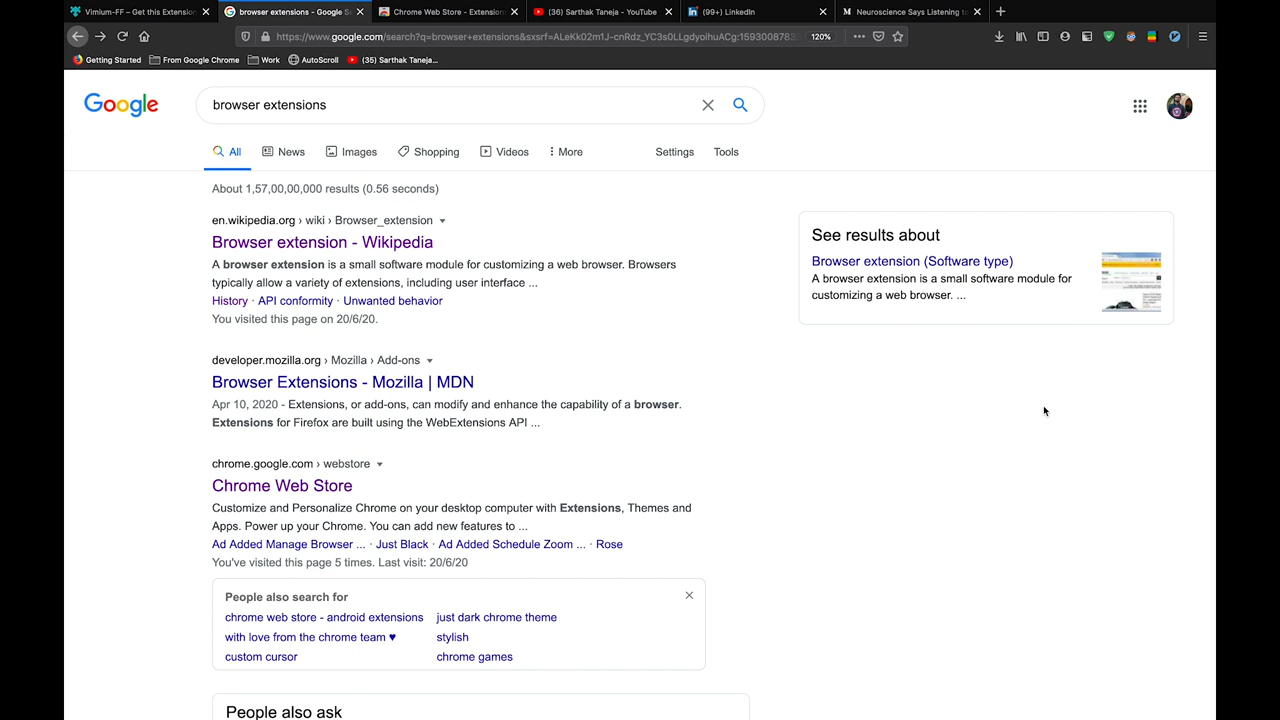 Vimium-FF – Get this Extension
browser extensions - Google Se
Chrome Web Store - Extension
(36) Sarthak Taneja - YouTube
(99+) LinkedIn
Neuroscience Says Listening to
https://www.google.com/search?q=browser+extensions&sxsrf=ALeKk02m1J-cnRdz_YC3s0LLgdyoihuACg:1593008783
120%
Getting Started
From Google Chrome
Work
AutoScroll
(35) Sarthak Taneja...
Google
browser extensions
All
News
Images
Shopping
Videos
More
Settings
Tools
About 1,57,00,00,000 results (0.56 seconds)
en.wikipedia.org › wiki › Browser_extension
Browser extension - Wikipedia
A browser extension is a small software module for customizing a web browser. Browsers
typically allow a variety of extensions, including user interface ...
History · API conformity · Unwanted behavior
You visited this page on 20/6/20.
developer.mozilla.org › Mozilla › Add-ons
Browser Extensions - Mozilla | MDN
Apr 10, 2020 - Extensions, or add-ons, can modify and enhance the capability of a browser.
Extensions for Firefox are built using the WebExtensions API ...
chrome.google.com › webstore
Chrome Web Store
Customize and Personalize Chrome on your desktop computer with Extensions, Themes and
Apps. Power up your Chrome. You can add new features to ...
Ad Added Manage Browser ... · Just Black · Ad Added Schedule Zoom ... · Rose
You've visited this page 5 times. Last visit: 20/6/20
People also search for
chrome web store - android extensions
just dark chrome theme
with love from the chrome team ♥
stylish
custom cursor
chrome games
People also ask
See results about
Browser extension (Software type)
A browser extension is a small software module for
customizing a web browser. ...